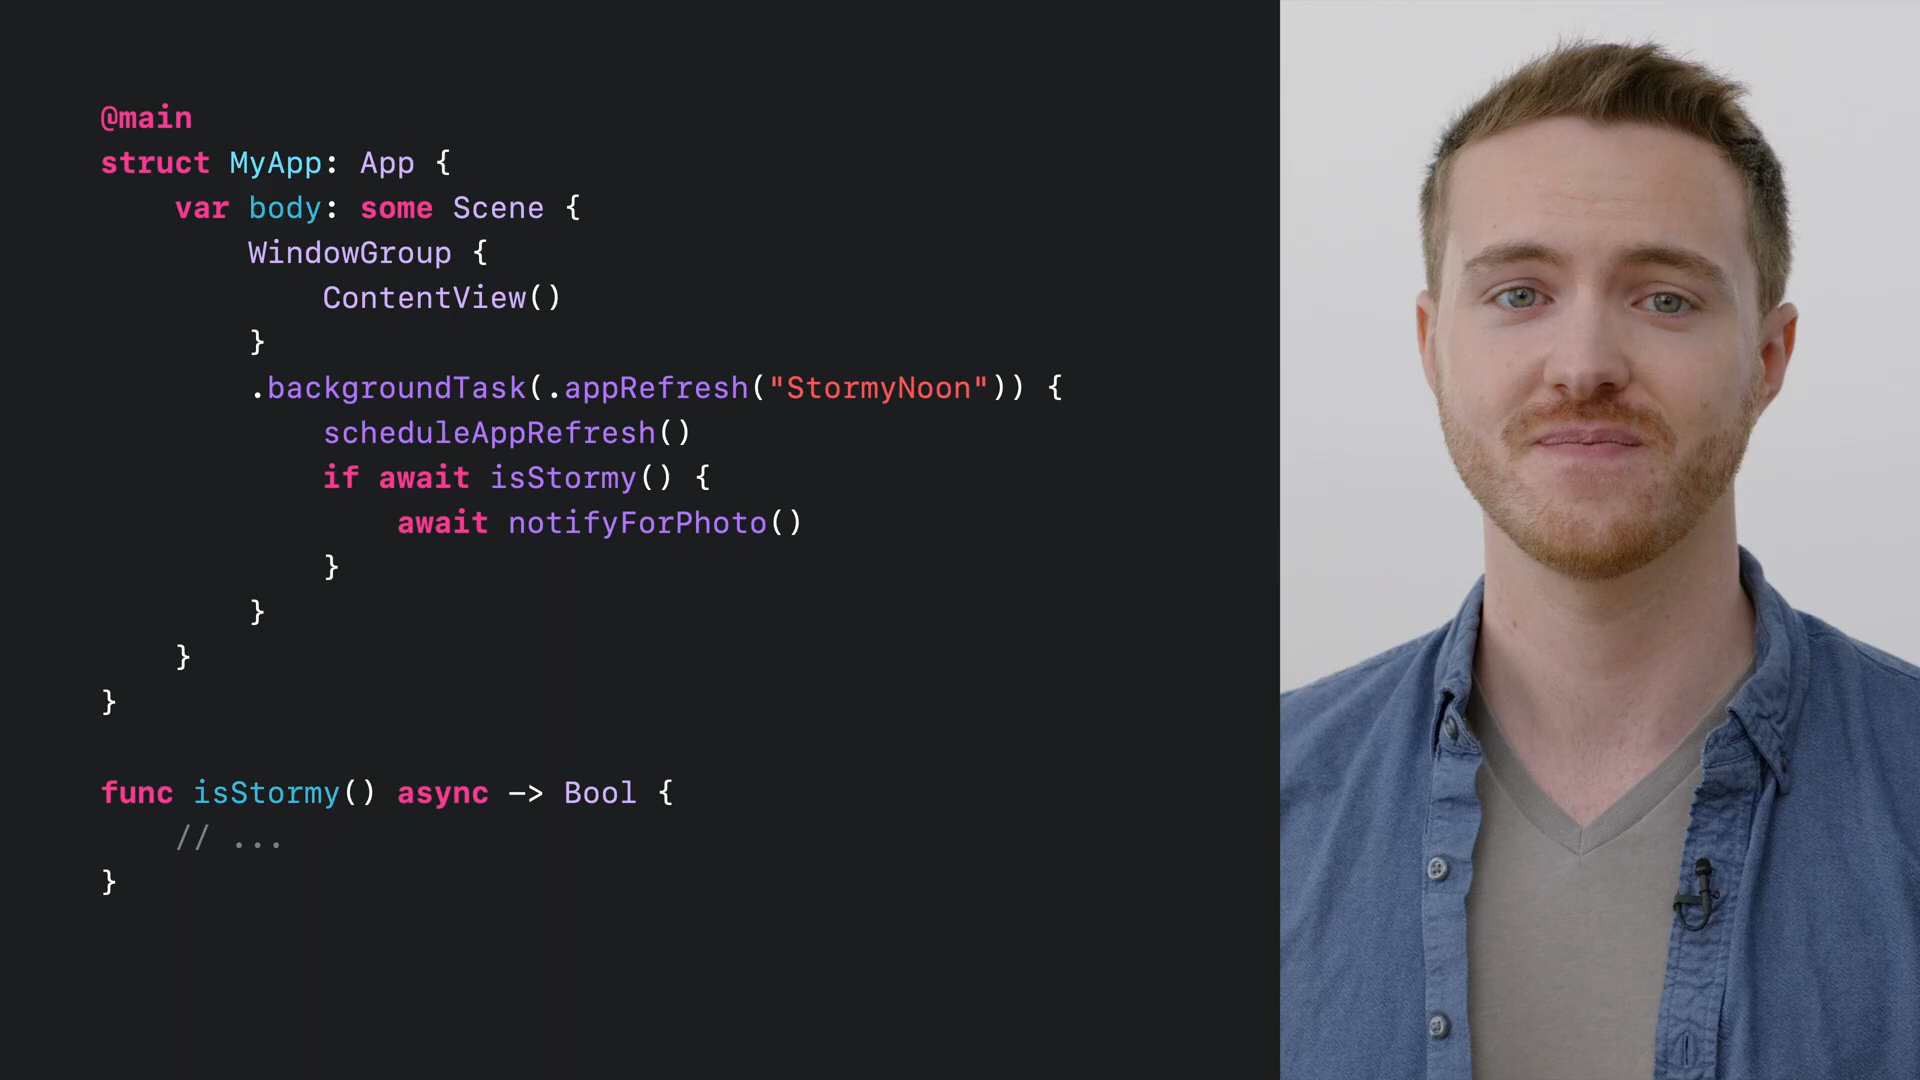 @main
struct MyApp: App {
    var body: some Scene {
        WindowGroup {
            ContentView()
        }
        .backgroundTask(.appRefresh("StormyNoon")) {
            scheduleAppRefresh()
            if await isStormy() {
                await notifyForPhoto()
            }
        }
    }
}

func isStormy() async -> Bool {
    // ...
}